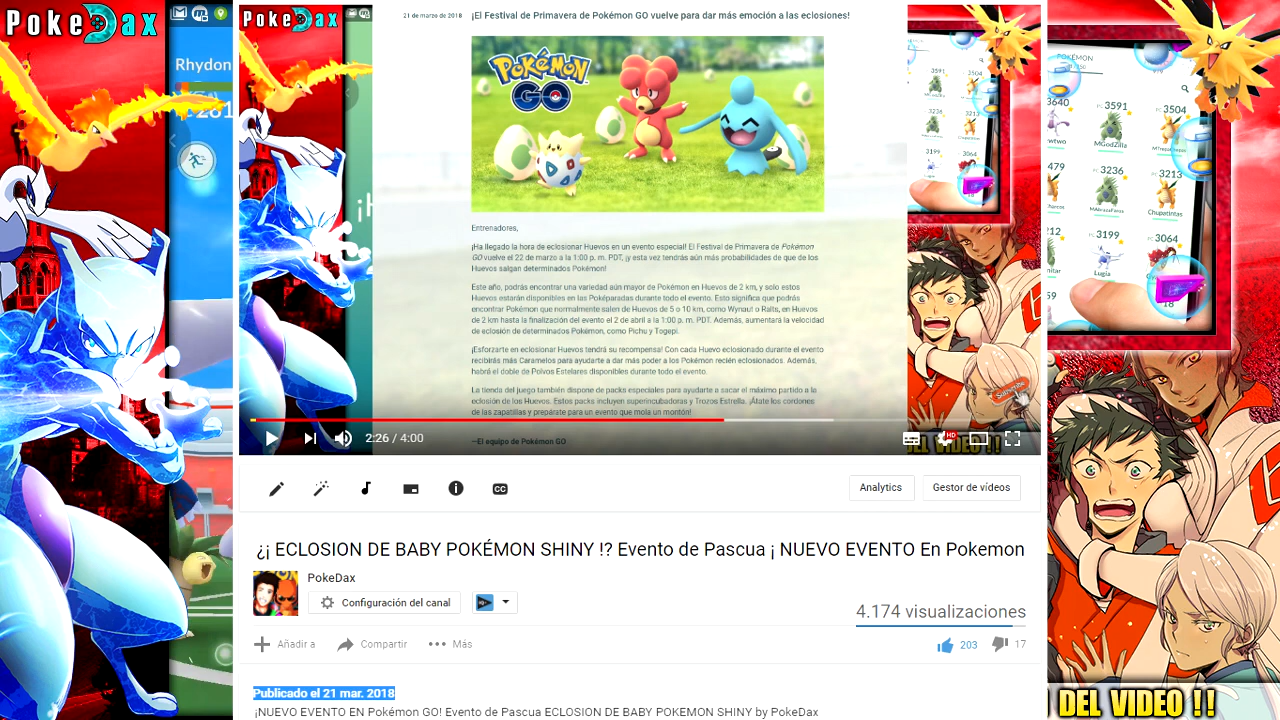 PokeDax
Rhydon
PokeDax
21 de marzo de 2018
¡El Festival de Primavera de Pokémon GO vuelve para dar más emoción a las eclosiones!
Pokémon
GO
Entrenadores,
¡Ha llegado la hora de eclosionar Huevos en un evento especial! El Festival de Primavera de Pokémon
GO vuelve el 22 de marzo a la 1:00 p. m. PDT, ¡y esta vez tendrás aún más probabilidades de que de los
Huevos salgan determinados Pokémon!
Este año, podrás encontrar una variedad aún mayor de Pokémon en Huevos de 2 km, y solo estos
Huevos estarán disponibles en las Poképaradas durante todo el evento. Esto significa que podrás
encontrar Pokémon que normalmente salen de Huevos de 5 o 10 km, como Wynaut o Ralts, en Huevos
de 2 km hasta la finalización del evento el 2 de abril a la 1:00 p. m. PDT. Además, aumentará la velocidad
de eclosión de determinados Pokémon, como Pichu y Togepi.
¡Esforzarte en eclosionar Huevos tendrá su recompensa! Con cada Huevo eclosionado durante el evento
recibirás más Caramelos para ayudarte a dar más poder a los Pokémon recién eclosionados. Además,
habrá el doble de Polvos Estelares disponibles durante todo el evento.
La tienda del juego también dispone de packs especiales para ayudarte a sacar el máximo partido a la
eclosión de los Huevos. Estos packs incluyen superincubadoras y Trozos Estrella. ¡Átate los cordones
de las zapatillas y prepárate para un evento que mola un montón!
—El equipo de Pokémon GO
2:26 / 4:00
HD
Subscribe
DEL VIDEO !!
Analytics
Gestor de vídeos
CC
¿¡ ECLOSION DE BABY POKÉMON SHINY !? Evento de Pascua ¡ NUEVO EVENTO En Pokemon
PokeDax
Configuración del canal
4.174 visualizaciones
Añadir a
Compartir
Más
203
17
Publicado el 21 mar. 2018
¡NUEVO EVENTO EN Pokémon GO! Evento de Pascua ECLOSION DE BABY POKEMON SHINY by PokeDax
POKÉMON
3591
3504
MGodZilla
3236
3213
Chupatintas
3199
3064
Lugia
DEL VIDEO !!